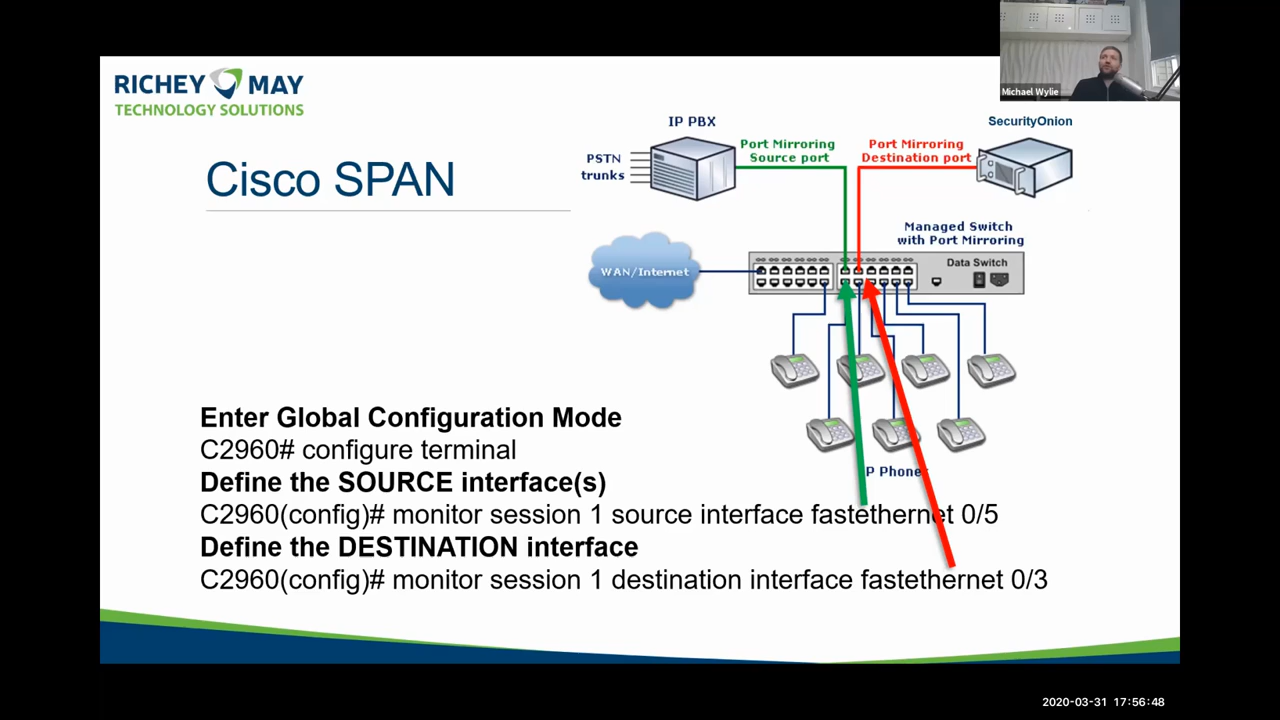 Michael Wylie
RICHEY MAY
TECHNOLOGY SOLUTIONS
Cisco SPAN
IP PBX
PSTN
trunks
Port Mirroring
Source port
Port Mirroring
Destination port
SecurityOnion
Managed Switch
with Port Mirroring
Data Switch
WAN/Internet
P Phones
Enter Global Configuration Mode
C2960# configure terminal
Define the SOURCE interface(s)
C2960(config)# monitor session 1 source interface fastethernet 0/5
Define the DESTINATION interface
C2960(config)# monitor session 1 destination interface fastethernet 0/3
2020-03-31 17:56:48